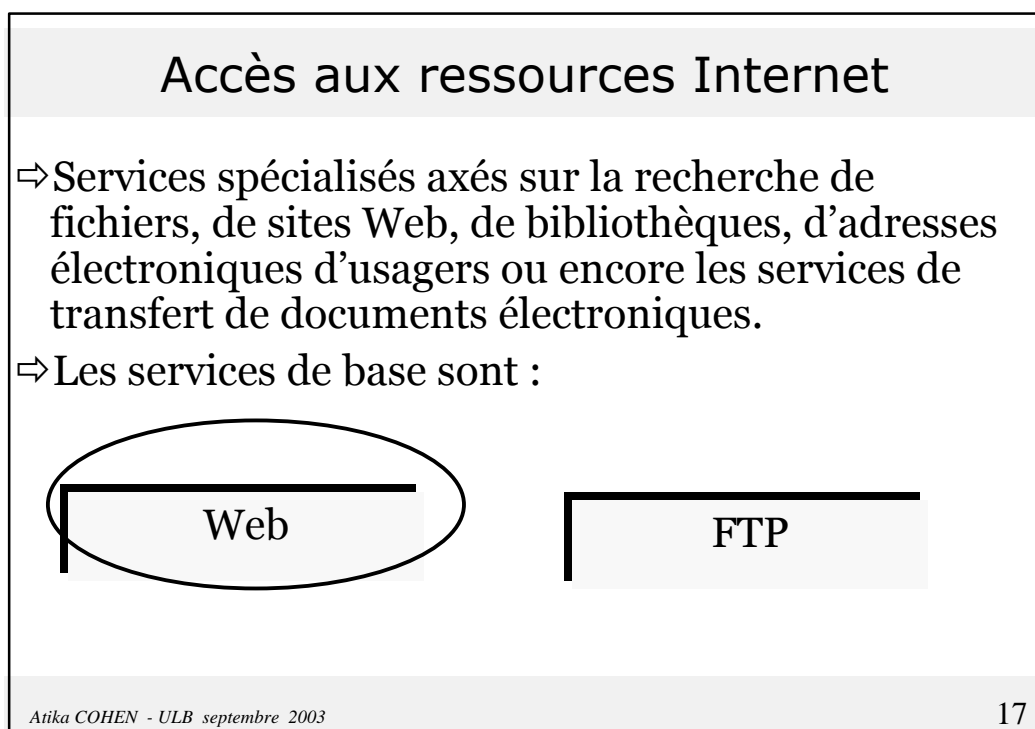 Accès aux ressources Internet
⇨Services spécialisés axés sur la recherche de
fichiers, de sites Web, de bibliothèques, d’adresses
électroniques d’usagers ou encore les services de
transfert de documents électroniques.
⇨Les services de base sont :
Web
FTP
Atika COHEN - ULB septembre 2003
17